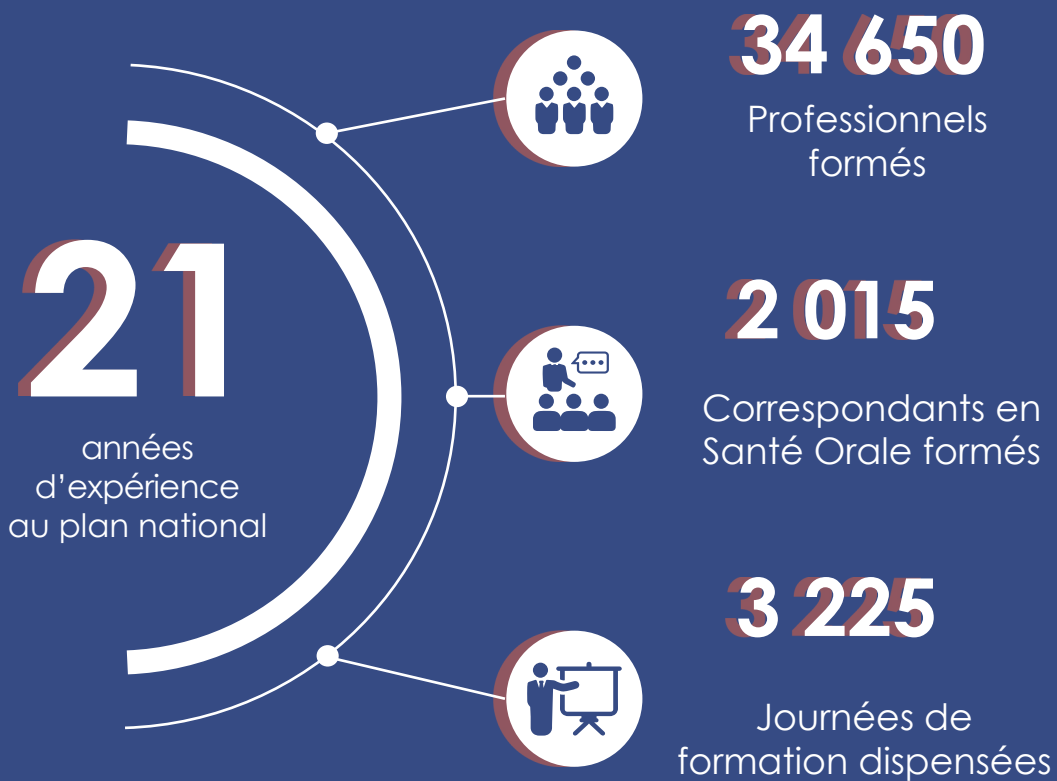 21
années
d’expérience
au plan national
34 650
Professionnels
formés
2 015
Correspondants en
Santé Orale formés
3 225
Journées de
formation dispensées